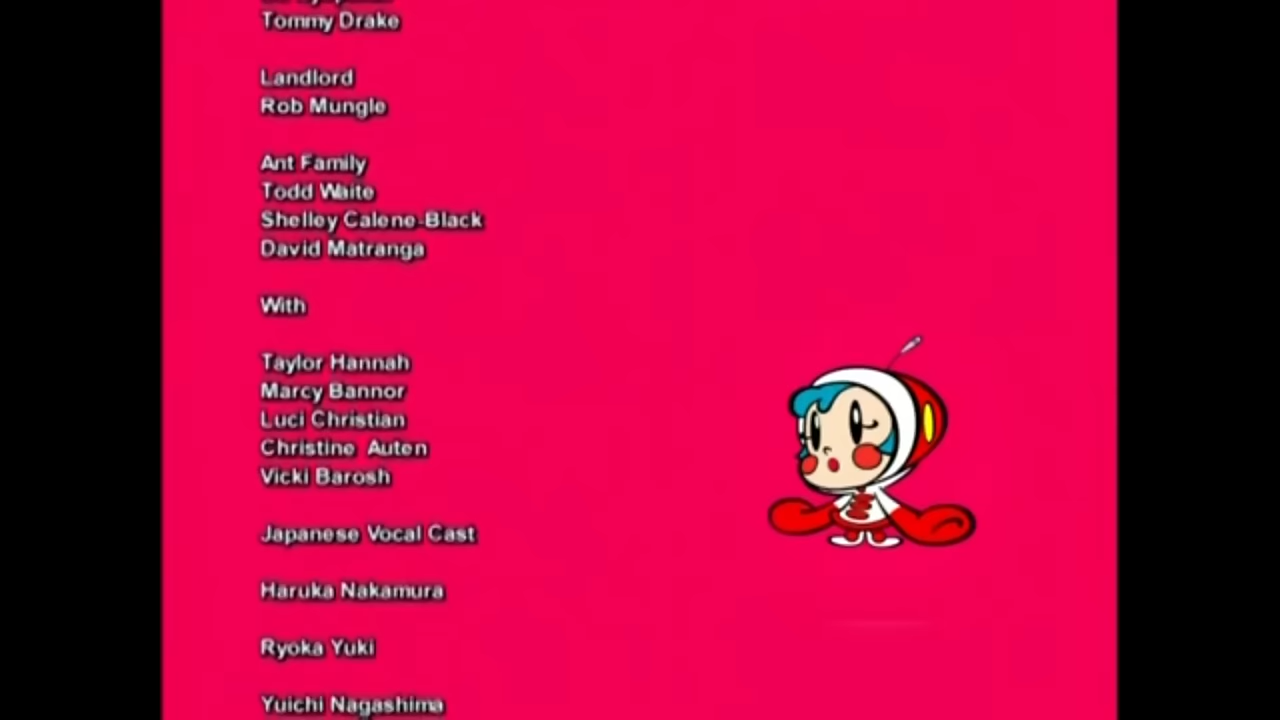 Tommy Drake
Landlord
Rob Mungle
Ant Family
Todd Waite
Shelley Calene-Black
David Matranga
With
Taylor Hannah
Marcy Bannor
Luci Christian
Christine Auten
Vicki Barosh
Japanese Vocal Cast
Haruka Nakamura
Ryoka Yuki
Yuichi Nagashima